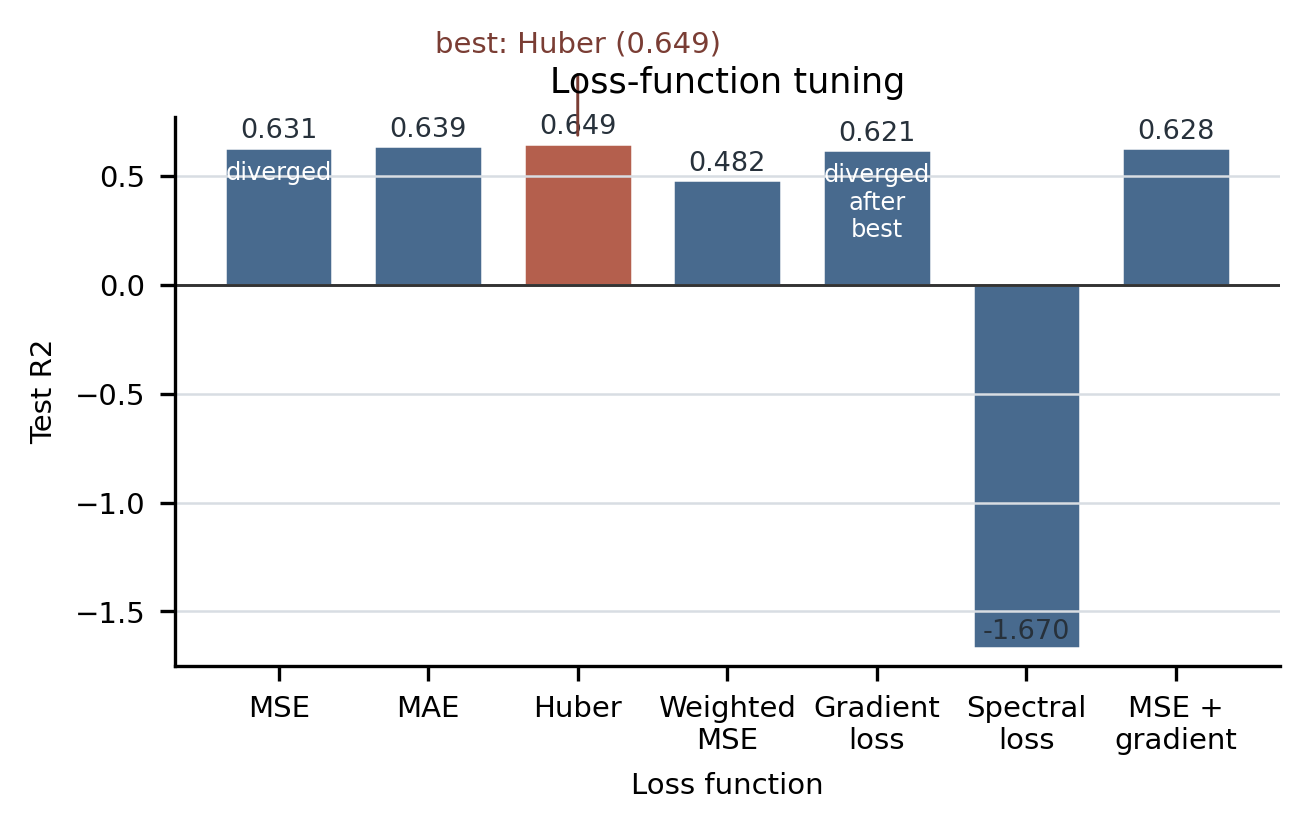 best: Huber (0.649)
Loss-function tuning
0.631
0.639
0.649
0.482
0.621
0.628
diverged
diverged
after
best
-1.670
0.5
0.0
−0.5
−1.0
−1.5
Test R2
MSE
MAE
Huber
Weighted
MSE
Gradient
loss
Spectral
loss
MSE +
gradient
Loss function